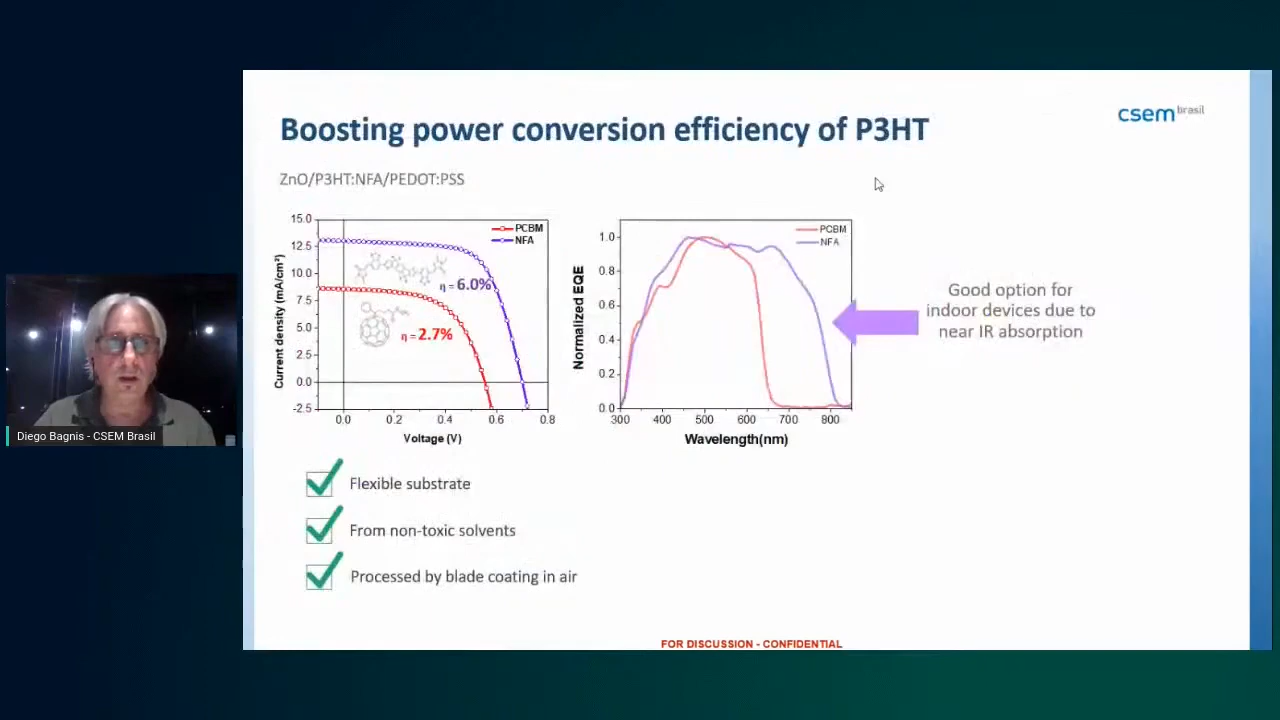 Boosting power conversion efficiency of P3HT
csem brasil
ZnO/P3HT:NFA/PEDOT:PSS
15.0
12.5
10.0
7.5
5.0
2.5
0.0
-2.5
Current density (mA/cm²)
PCBM
NFA
η = 6.0%
η = 2.7%
0.0 0.2 0.4 0.6 0.8
Voltage (V)
1.0
0.8
0.6
0.4
0.2
0.0
Normalized EQE
PCBM
NFA
300 400 500 600 700 800
Wavelength(nm)
Good option for
indoor devices due to
near IR absorption
Diego Bagnis - CSEM Brasil
Flexible substrate
From non-toxic solvents
Processed by blade coating in air
FOR DISCUSSION - CONFIDENTIAL